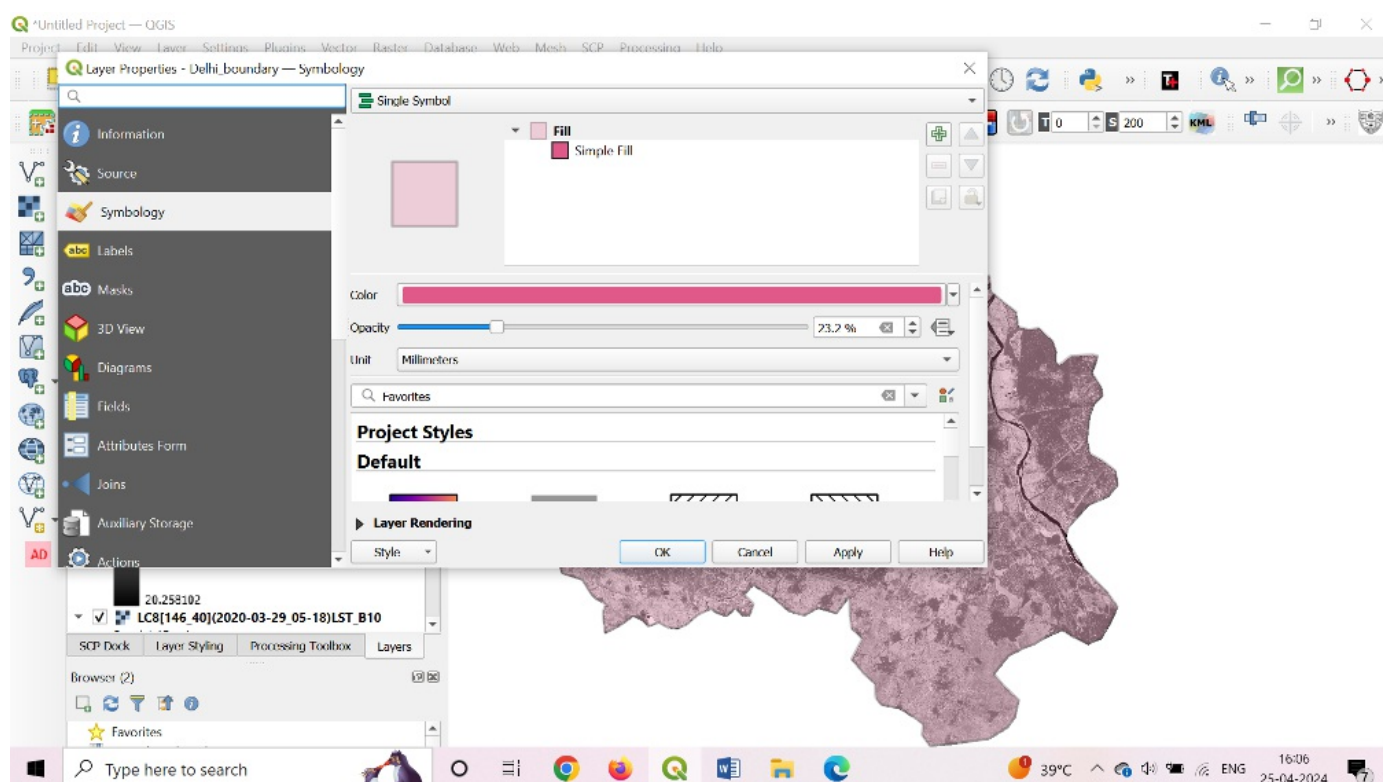 *Untitled Project — QGIS
Project Edit View Layer Settings Plugins Vector Raster Database Web Mesh SCP Processing Help
Layer Properties - Delhi_boundary — Symbology
Single Symbol
Information
Source
Symbology
abc Labels
abc Masks
3D View
Diagrams
Fields
Attributes Form
Joins
Auxiliary Storage
Actions
Fill
Simple Fill
Color
Opacity 23.2 %
Unit Millimeters
Favorites
Project Styles
Default
Layer Rendering
Style OK Cancel Apply Help
T 0 S 200 KML
AD
20.258102
LC8[146_40](2020-03-29_05-18)LST_B10
SCP Dock Layer Styling Processing Toolbox Layers
Browser (2)
Favorites
Type here to search
39°C ENG 16:06
25-04-2024
7